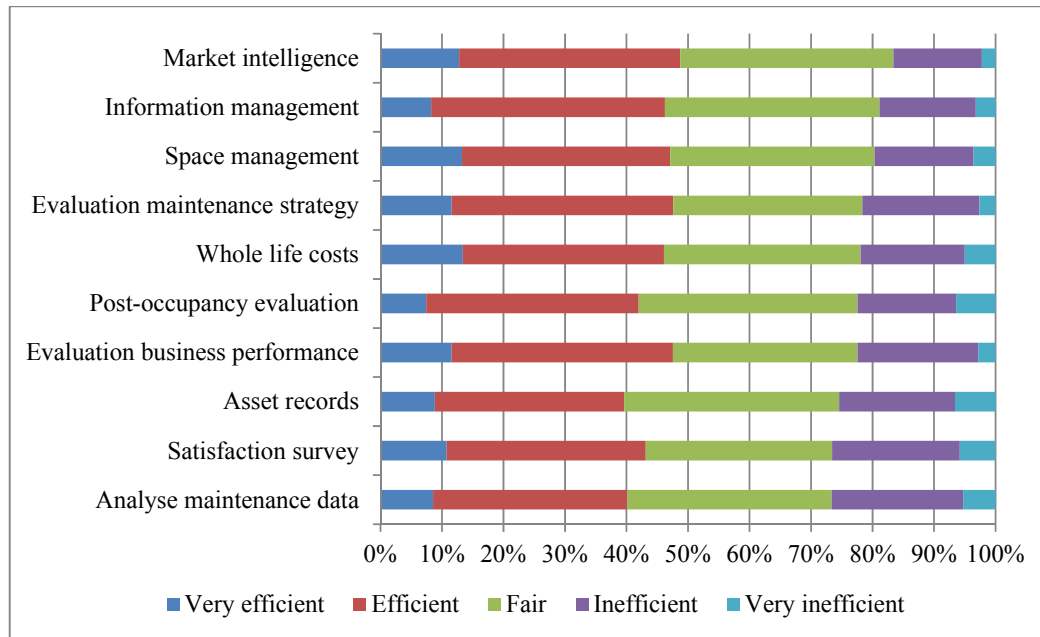 Market intelligence
Information management
Space management
Evaluation maintenance strategy
Whole life costs
Post-occupancy evaluation
Evaluation business performance
Asset records
Satisfaction survey
Analyse maintenance data
0% 10% 20% 30% 40% 50% 60% 70% 80% 90% 100%
Very efficient Efficient Fair Inefficient Very inefficient